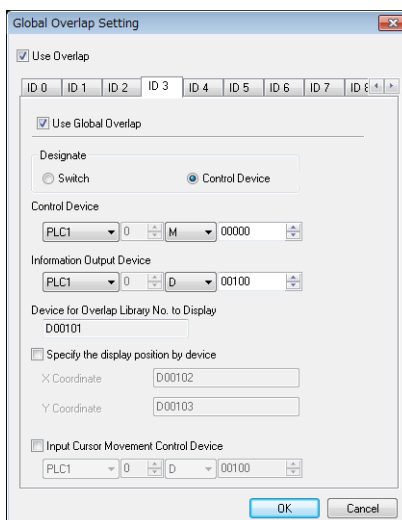 Global Overlap Setting
Use Overlap
ID 0 ID 1 ID 2 ID 3 ID 4 ID 5 ID 6 ID 7 ID 8
Use Global Overlap
Designate
Switch Control Device
Control Device
PLC1 0 M 00000
Information Output Device
PLC1 0 D 00100
Device for Overlap Library No. to Display
D00101
Specify the display position by device
X Coordinate D00102
Y Coordinate D00103
Input Cursor Movement Control Device
PLC1 0 D 00100
OK Cancel